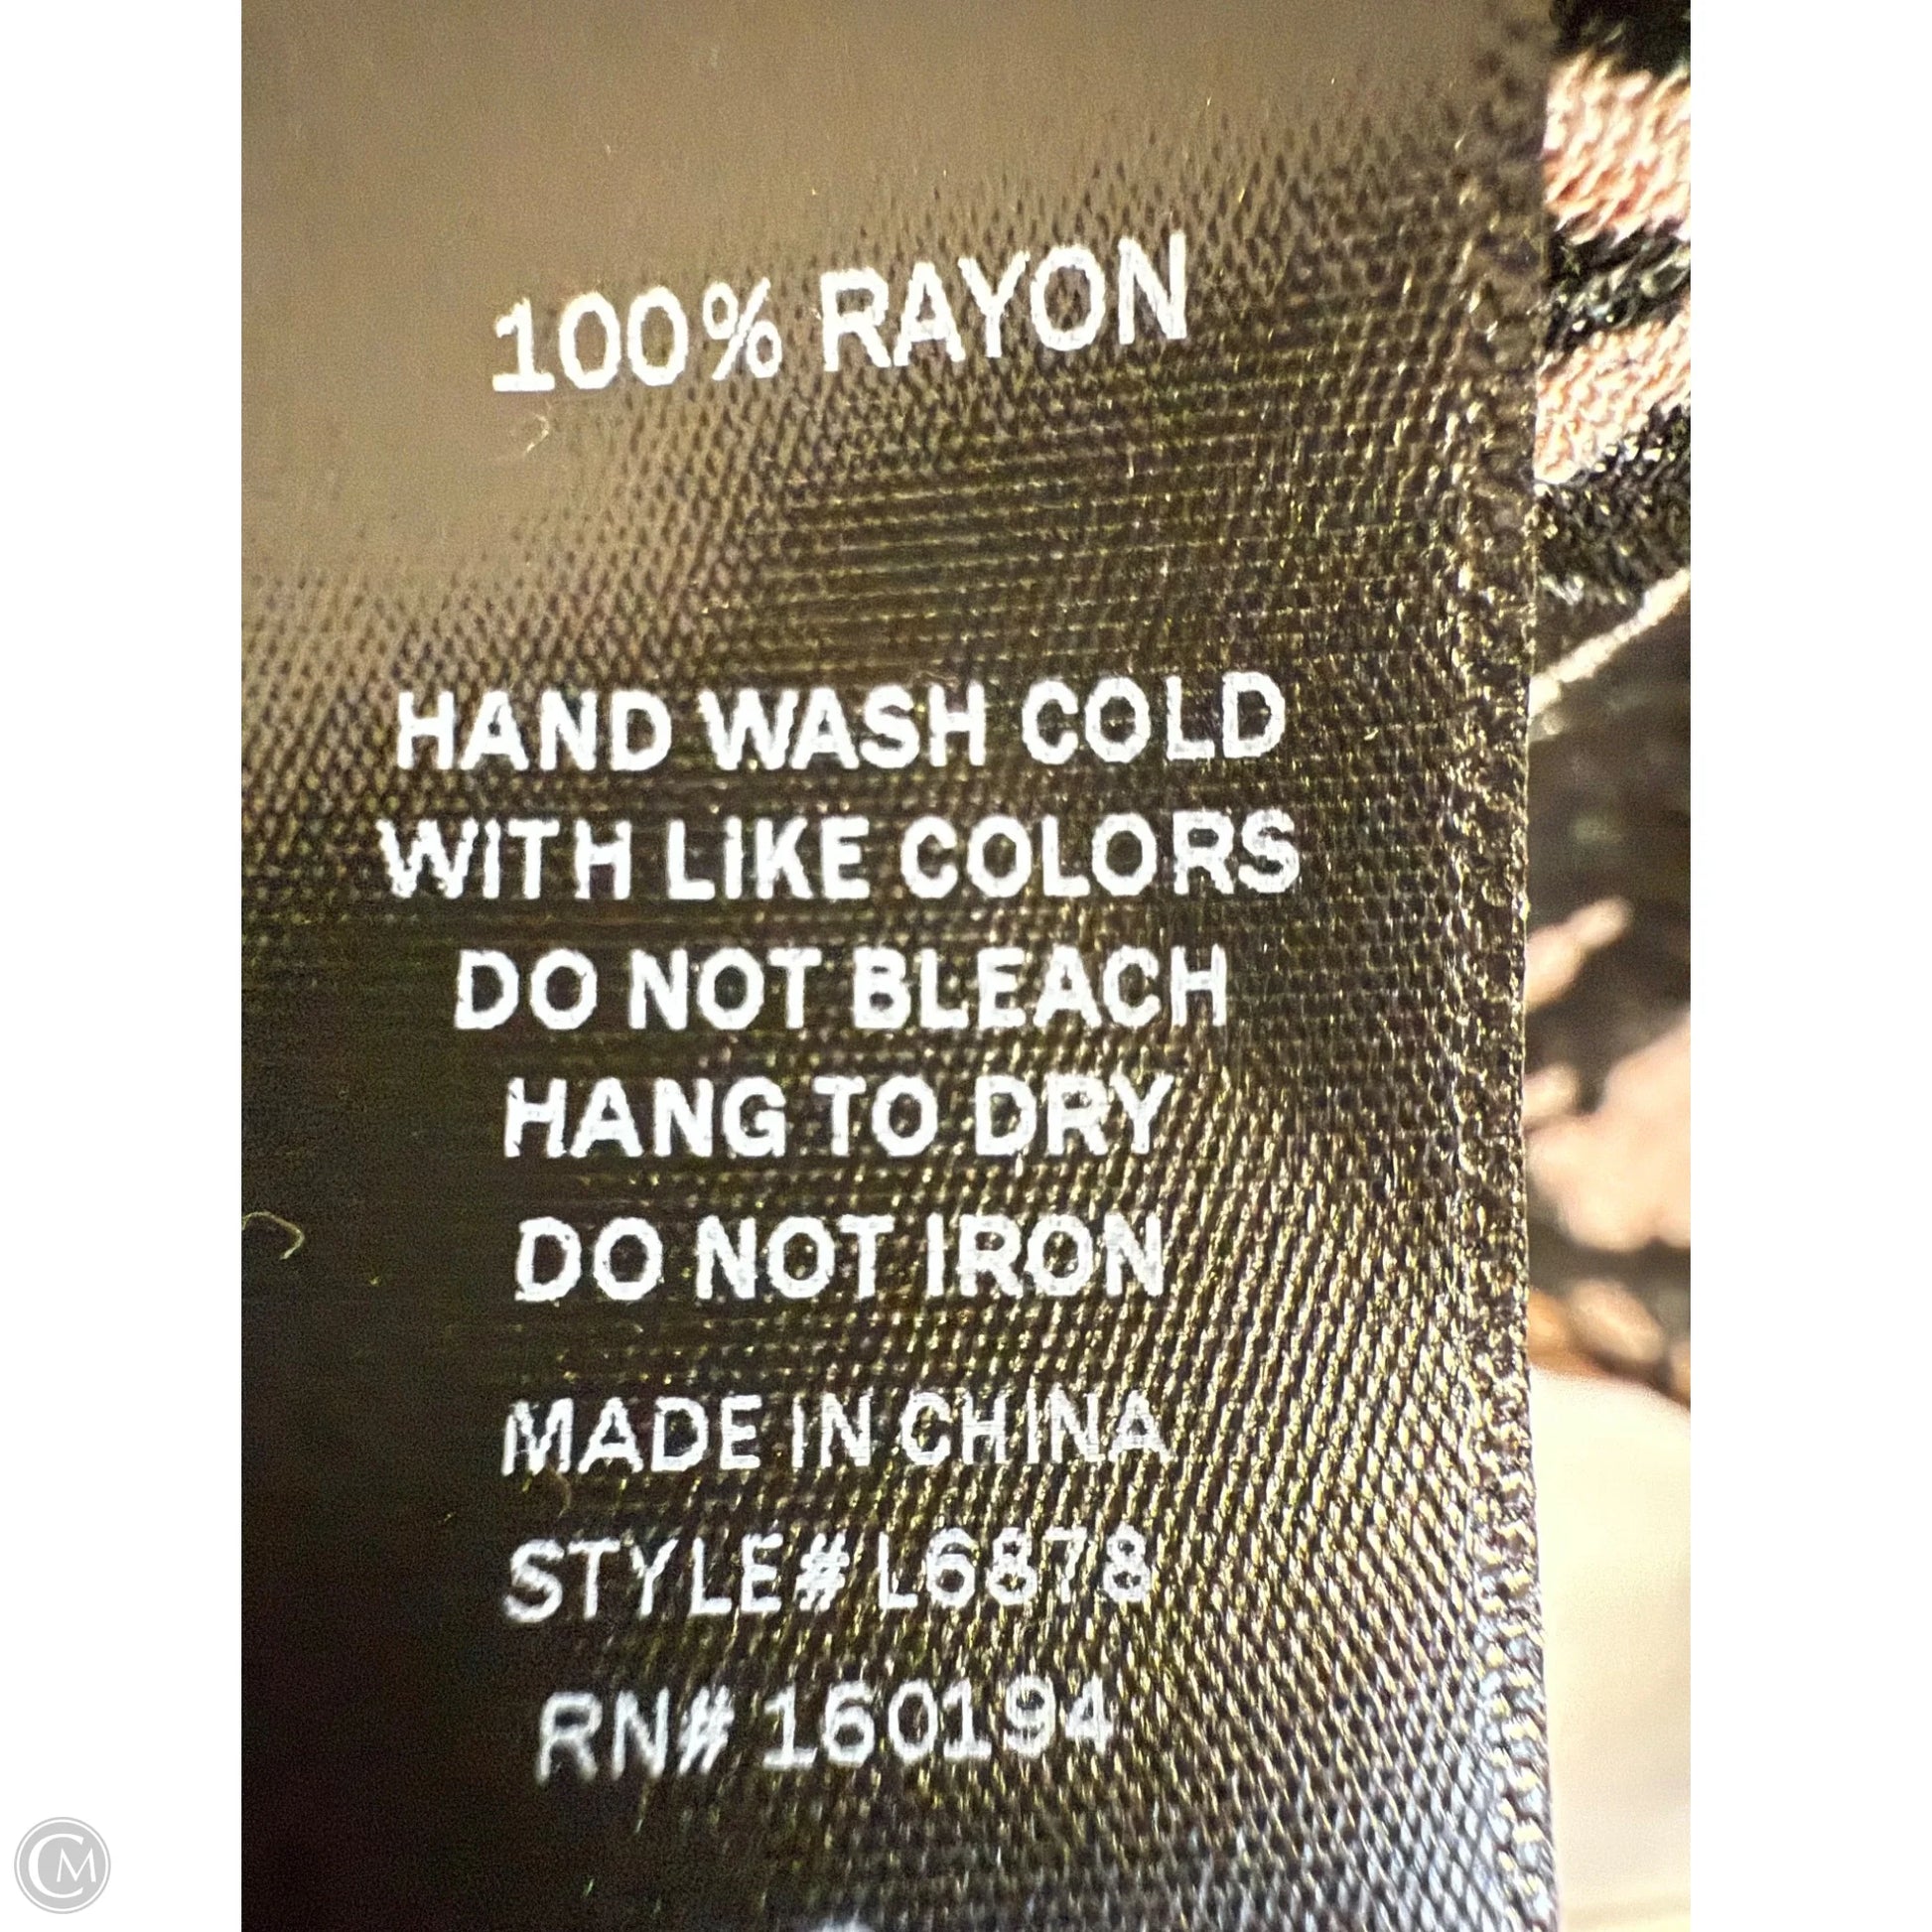 100% RAYON
HAND WASH COLD
WITH LIKE COLORS
DO NOT BLEACH
HANG TO DRY
DO NOT IRON
MADE IN CHINA
STYLE# L6878
RN# 160194
CM